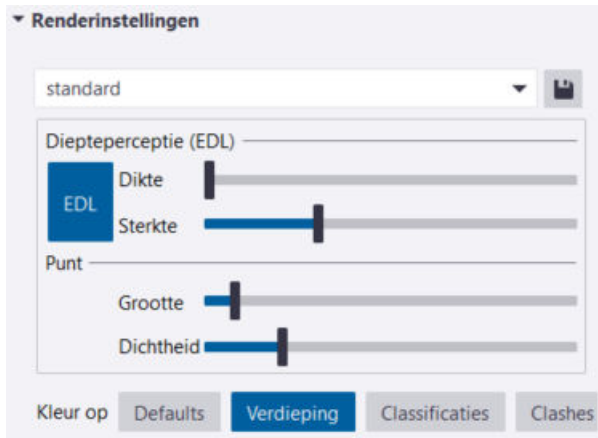 Renderinstellingen
standard
Diepteperceptie (EDL)
EDL
Dikte
Sterkte
Punt
Grootte
Dichtheid
Kleur op Defaults Verdieping Classificaties Clashes